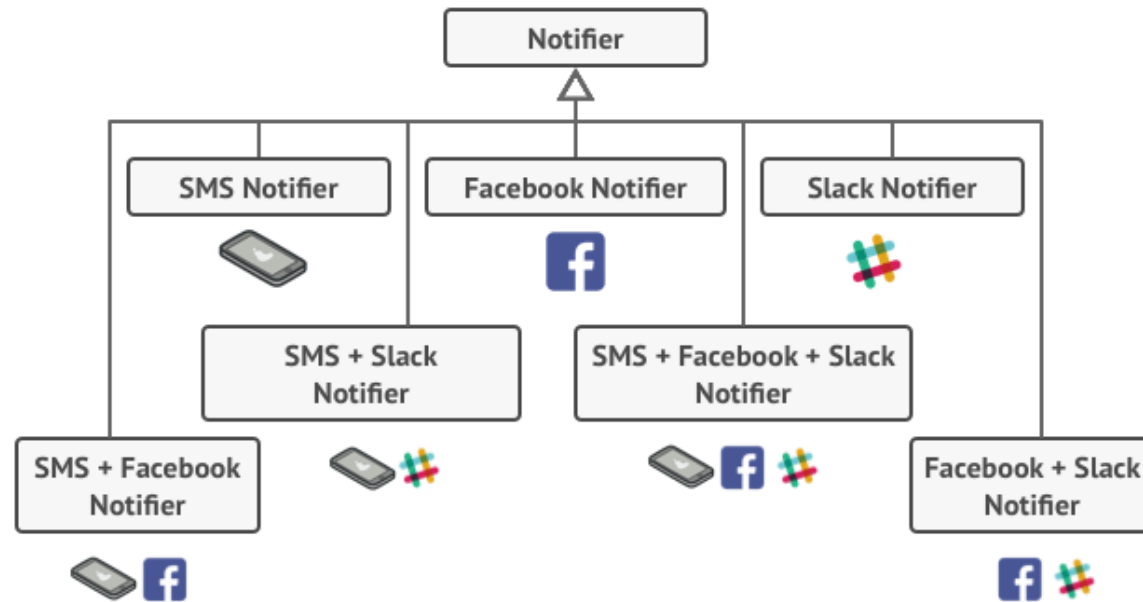 Notifier
SMS Notifier
Facebook Notifier
Slack Notifier
SMS + Slack
Notifier
SMS + Facebook + Slack
Notifier
SMS + Facebook
Notifier
Facebook + Slack
Notifier